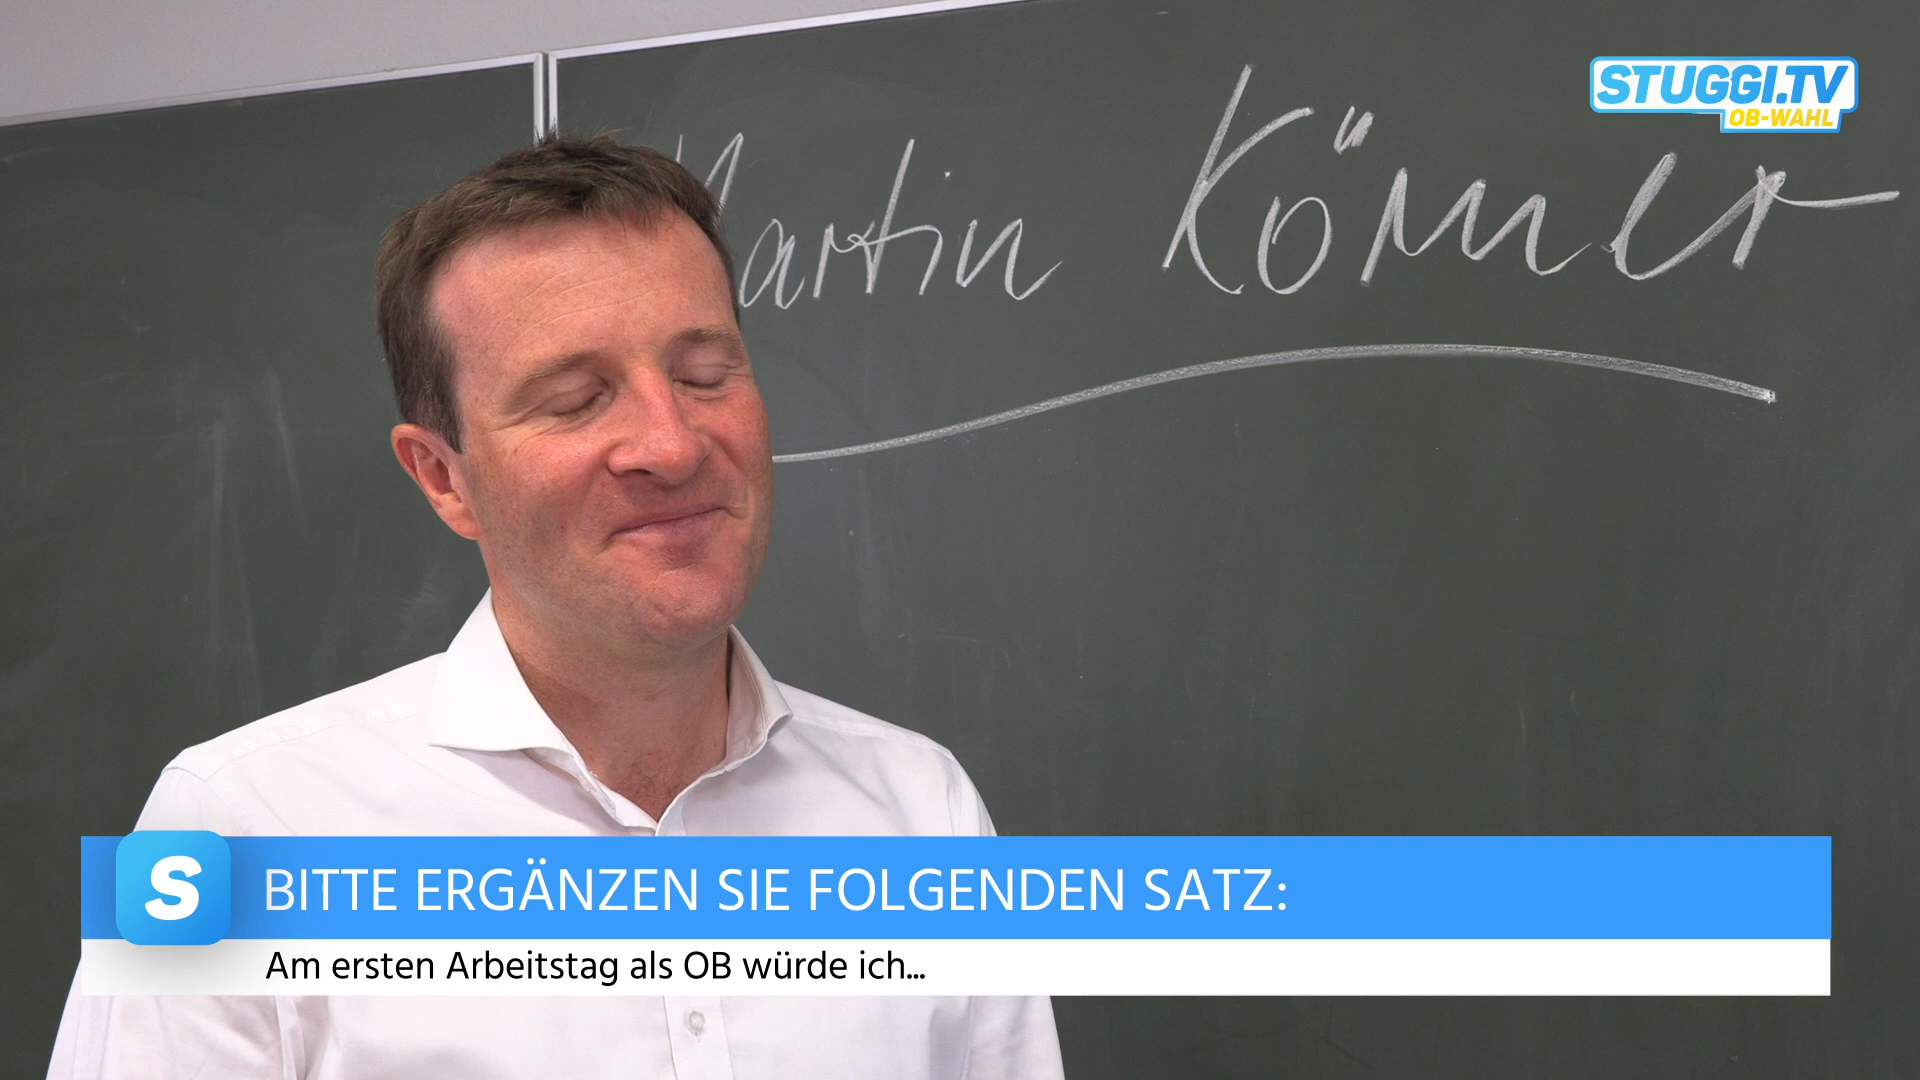 STUGGI.TV
OB-WAHL
Martin Körner
S
BITTE ERGÄNZEN SIE FOLGENDEN SATZ:
Am ersten Arbeitstag als OB würde ich...